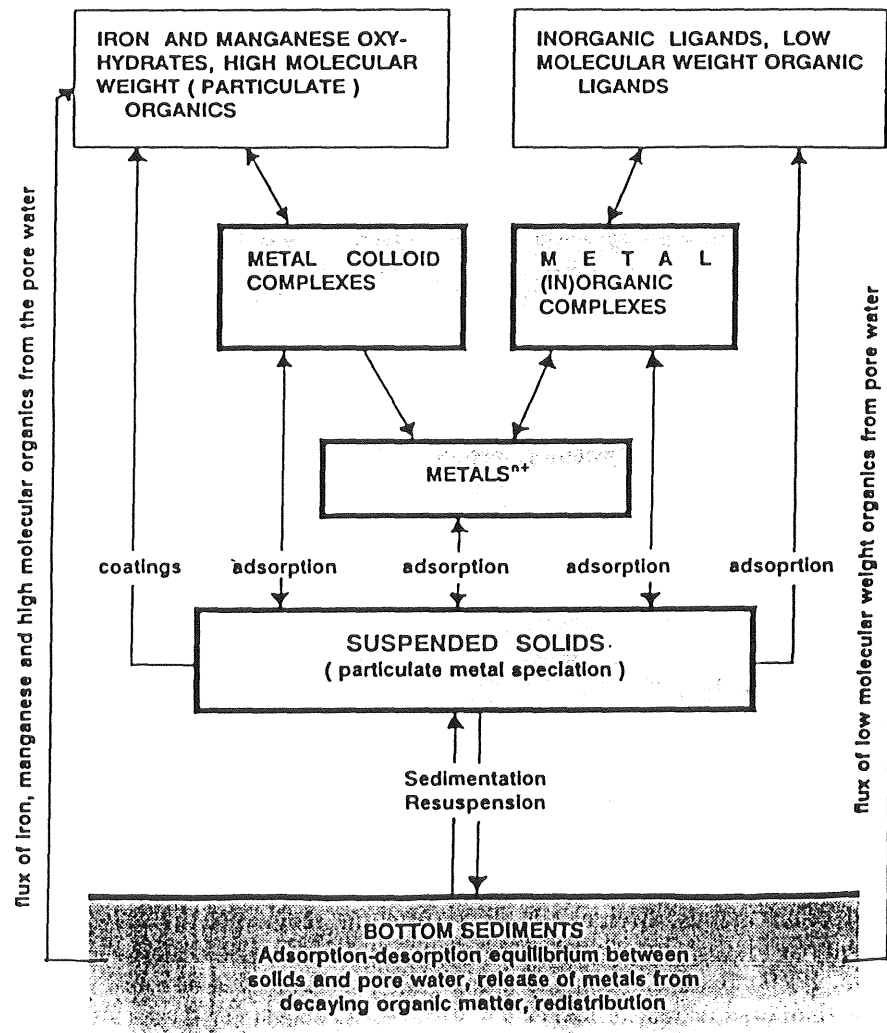 IRON AND MANGANESE OXY-
HYDRATES, HIGH MOLECULAR
WEIGHT ( PARTICULATE )
ORGANICS
INORGANIC LIGANDS, LOW
MOLECULAR WEIGHT ORGANIC
LIGANDS
METAL COLLOID
COMPLEXES
M E T A L
(IN)ORGANIC
COMPLEXES
METALSⁿ⁺
coatings
adsorption
adsorption
adsorption
adsoprtion
SUSPENDED SOLIDS
( particulate metal speciation )
Sedimentation
Resuspension
BOTTOM SEDIMENTS
Adsorption-desorption equilibrium between
solids and pore water, release of metals from
decaying organic matter, redistribution
flux of iron, manganese and high molecular organics from the pore water
flux of low molecular weight organics from pore water